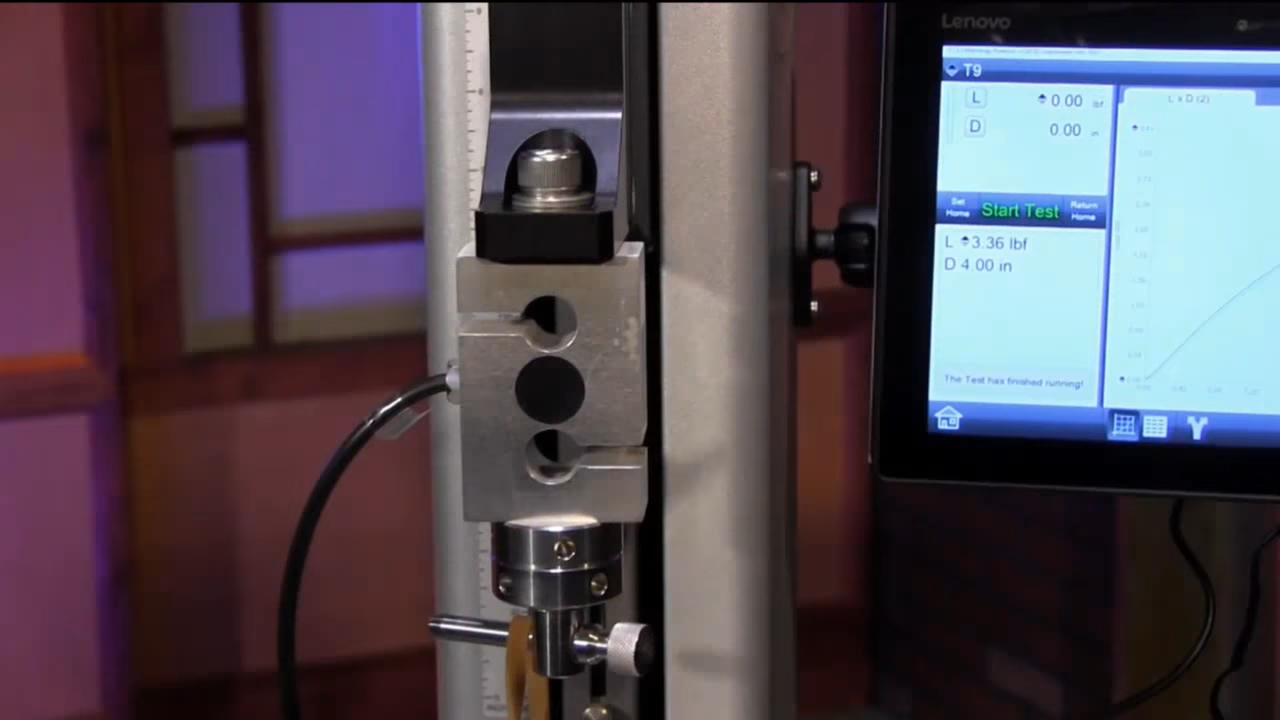 Lenovo
T9
L 0.00 lbf
D 0.00 in
L x D (2)
Set Home
Start Test
Return Home
L 3.36 lbf
D 4.00 in
The Test has finished running!